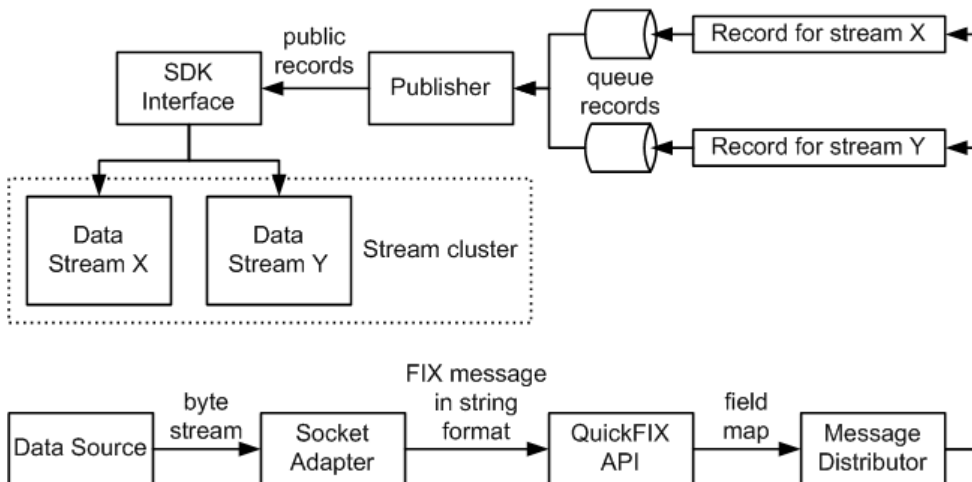 Record for stream X
public
records
SDK
Interface
Publisher
queue
records
Record for stream Y
Data
Stream X
Data
Stream Y
Stream cluster
FIX message
in string
format
byte
stream
field
map
Data Source
Socket
Adapter
QuickFIX
API
Message
Distributor